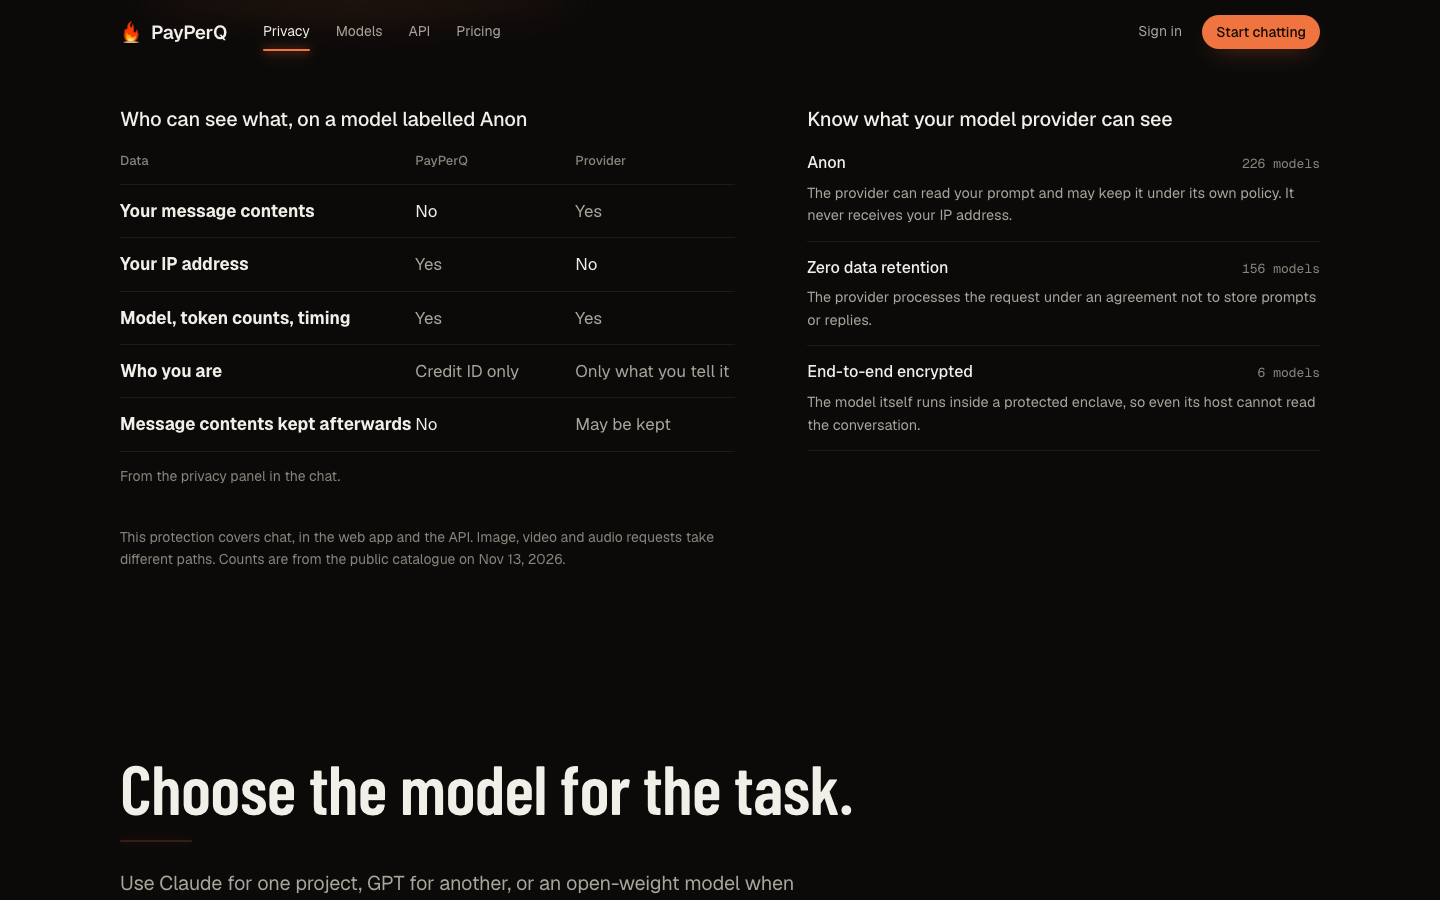 PayPerQ
Privacy
Models
API
Pricing
Sign in
Start chatting
Who can see what, on a model labelled Anon
Data PayPerQ Provider
Your message contents No Yes
Your IP address Yes No
Model, token counts, timing Yes Yes
Who you are Credit ID only Only what you tell it
Message contents kept afterwards No May be kept
From the privacy panel in the chat.
This protection covers chat, in the web app and the API. Image, video and audio requests take
different paths. Counts are from the public catalogue on Nov 13, 2026.
Know what your model provider can see
Anon 226 models
The provider can read your prompt and may keep it under its own policy. It
never receives your IP address.
Zero data retention 156 models
The provider processes the request under an agreement not to store prompts
or replies.
End-to-end encrypted 6 models
The model itself runs inside a protected enclave, so even its host cannot read
the conversation.
Choose the model for the task.
Use Claude for one project, GPT for another, or an open-weight model when